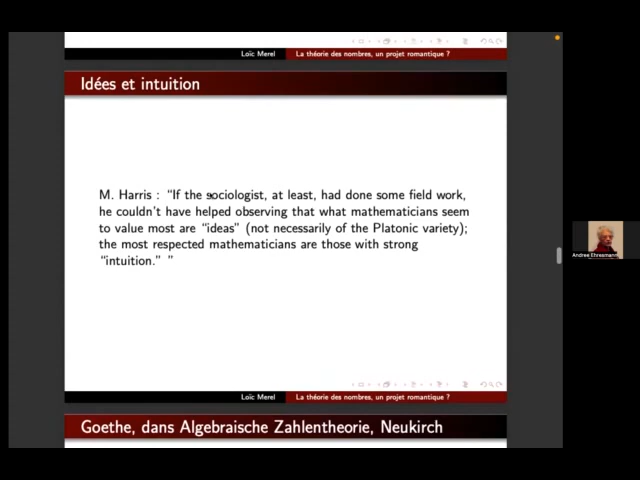 Loïc Merel La théorie des nombres, un projet romantique ?
Idées et intuition
M. Harris : “If the sociologist, at least, had done some field work,
he couldn't have helped observing that what mathematicians seem
to value most are “ideas” (not necessarily of the Platonic variety);
the most respected mathematicians are those with strong
“intuition.” ”
Loïc Merel La théorie des nombres, un projet romantique ?
Goethe, dans Algebraische Zahlentheorie, Neukirch
Andree Ehresmann